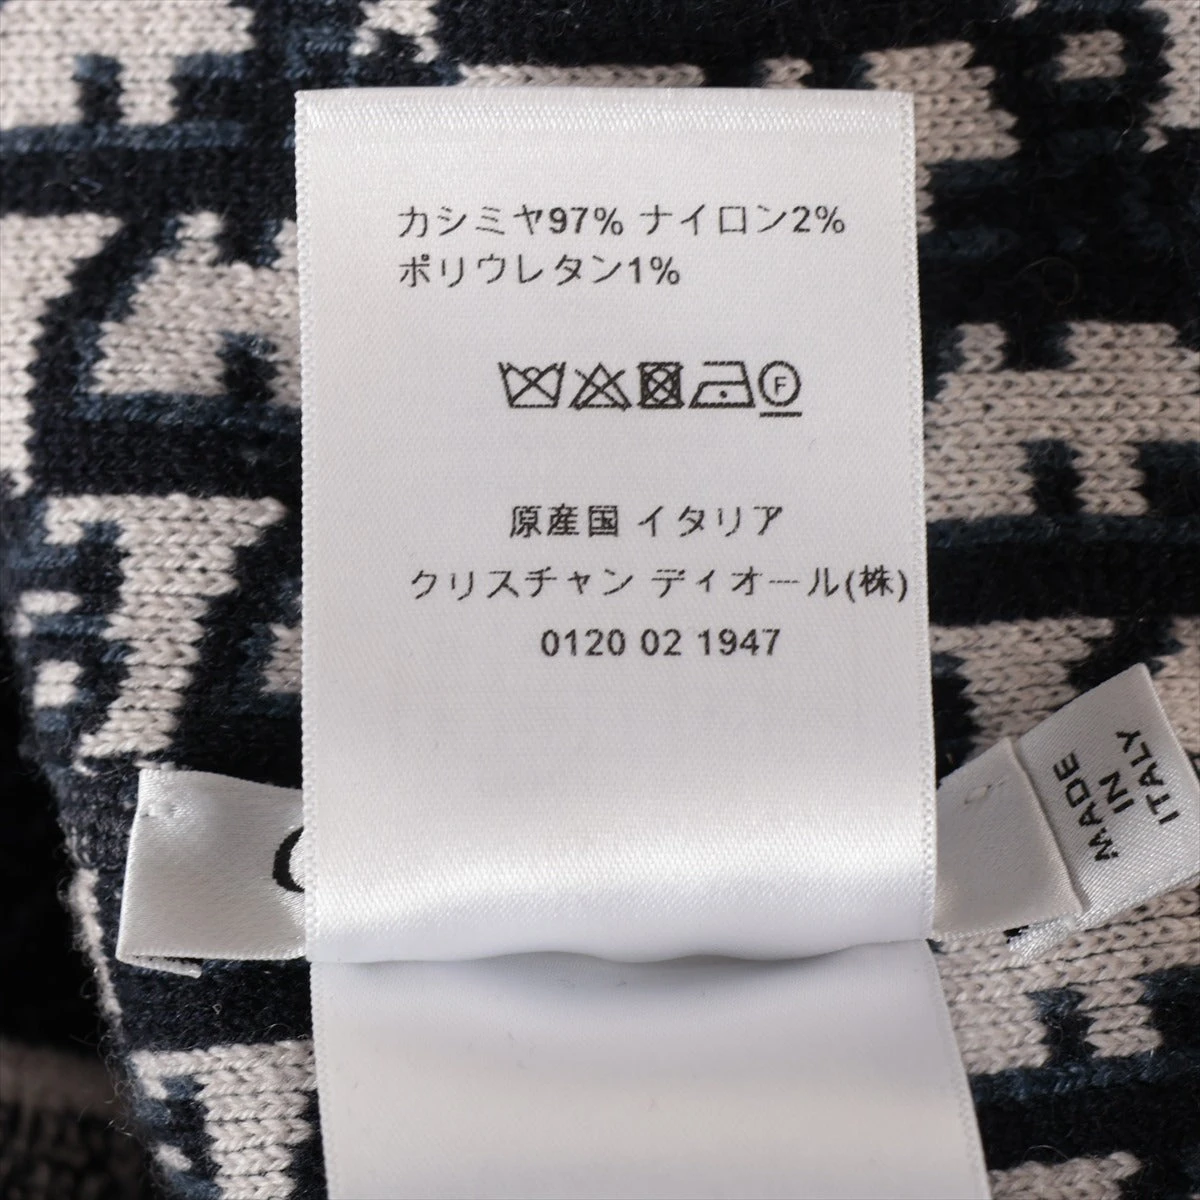 カシミヤ97% ナイロン2%
ポリウレタン1%
F
原産国 イタリア
クリスチャン ディオール(株)
0120 02 1947
MADE
IN
ITALY